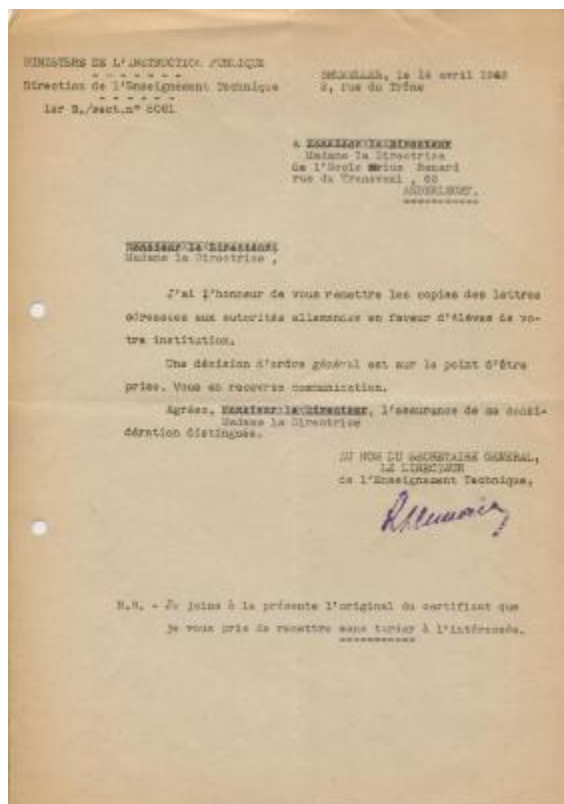 MINISTERE DE L'INSTRUCTION PUBLIQUE
Direction de l'Enseignement Technique
1er B./sect.n° 6061
BRUXELLES, le 14 avril 1943
2, rue du Trône
A Monsieur le Directeur
Madame la Directrice
de l'Ecole Marius Renard
rue du Transvaal,
ANDERLECHT.
Monsieur le Directeur,
Madame la Directrice ,
J'ai l'honneur de vous remettre les copies des lettres
adressées aux autorités allemandes en faveur d'élèves de vo-
tre institution.
Une décision d'ordre général est sur le point d'être
prise. Vous en recevrez communication.
Agréez, Monsieur le Directeur, l'assurance de ma consi-
Madame la Directrice
dération distinguée.
AU NOM DU SECRETAIRE GENERAL,
LE DIRECTEUR
de l'Enseignement Technique,
N.B. - Je joins à la présente l'original du certificat que
je vous prie de remettre sans tarder à l'intéressée.